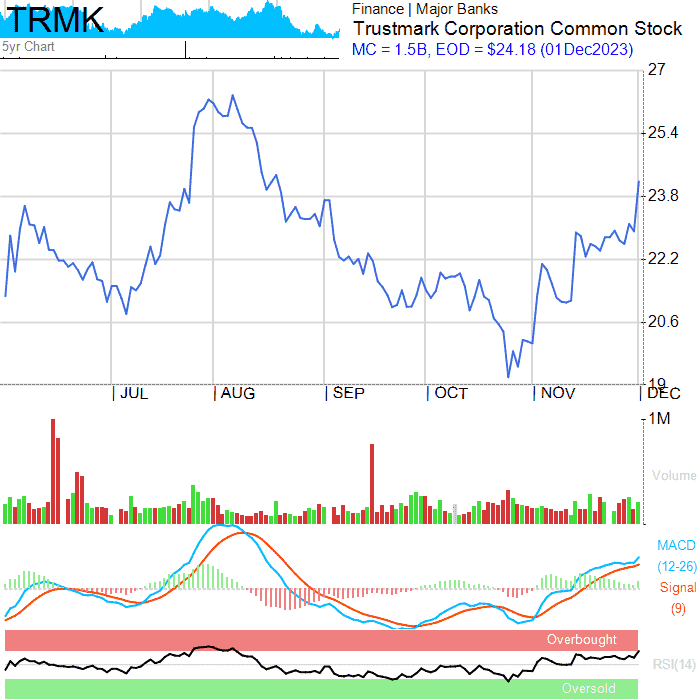 TRMK
5yr Chart
Finance | Major Banks
Trustmark Corporation Common Stock
MC = 1.5B, EOD = $24.18 (01Dec2023)
27
25.4
23.8
22.2
20.6
19
JUL
AUG
SEP
OCT
NOV
DEC
1M
Volume
MACD
(12-26)
Signal
(9)
Overbought
RSI(14)
Oversold